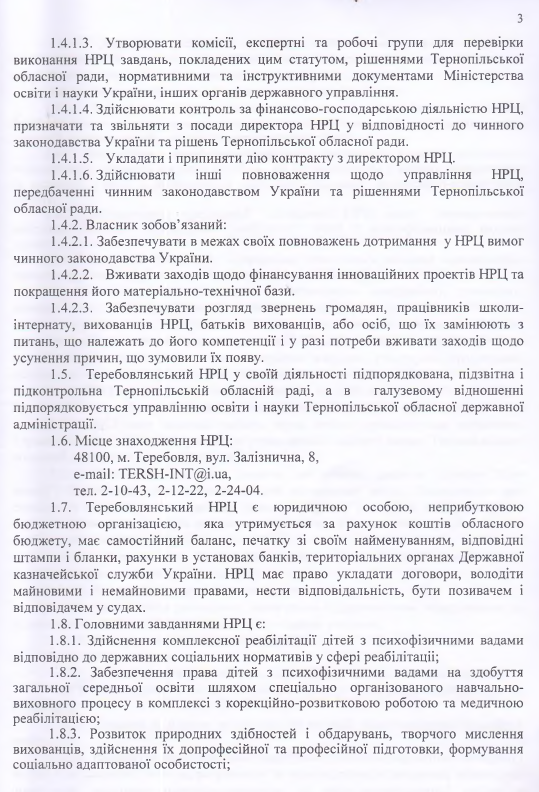 3
1.4.1.3. Утворювати комісії, експертні та робочі групи для перевірки
виконання НРЦ завдань, покладених цим статутом, рішеннями Тернопільської
обласної ради, нормативними та інструктивними документами Міністерства
освіти і науки України, інших органів державного управління.
1.4.1.4. Здійснювати контроль за фінансово-господарською діяльністю НРЦ,
призначати та звільняти з посади директора НРЦ у відповідності до чинного
законодавства України та рішень Тернопільської обласної ради.
1.4.1.5. Укладати і припиняти дію контракту з директором НРЦ.
1.4.1.6. Здійснювати інші повноваження щодо управління НРЦ,
передбаченні чинним законодавством України та рішеннями Тернопільської
обласної ради.
1.4.2. Власник зобов’язаний:
1.4.2.1. Забезпечувати в межах своїх повноважень дотримання у НРЦ вимог
чинного законодавства України.
1.4.2.2. Вживати заходів щодо фінансування інноваційних проектів НРЦ та
покращення його матеріально-технічної бази.
1.4.2.3. Забезпечувати розгляд звернень громадян, працівників школи-
інтернату, вихованців НРЦ, батьків вихованців, або осіб, що їх замінюють з
питань, що належать до його компетенції і у разі потреби вживати заходів щодо
усунення причин, що зумовили їх появу.
1.5. Теребовлянський НРЦ у своїй діяльності підпорядкована, підзвітна і
підконтрольна Тернопільській обласній раді, а в галузевому відношенні
підпорядковується управлінню освіти і науки Тернопільської обласної державної
адміністрації.
1.6. Місце знаходження НРЦ:
48100, м. Теребовля, вул. Залізнична, 8,
e-mail: TERSH-INT@i.ua,
тел. 2-10-43, 2-12-22, 2-24-04.
1.7. Теребовлянський НРЦ є юридичною особою, неприбутковою
бюджетною організацією, яка утримується за рахунок коштів обласного
бюджету, має самостійний баланс, печатку зі своїм найменуванням, відповідні
штампи і бланки, рахунки в установах банків, територіальних органах Державної
казначейської служби України. НРЦ має право укладати договори, володіти
майновими і немайновими правами, нести відповідальність, бути позивачем і
відповідачем у судах.
1.8. Головними завданнями НРЦ є:
1.8.1. Здійснення комплексної реабілітації дітей з психофізичними вадами
відповідно до державних соціальних нормативів у сфері реабілітації;
1.8.2. Забезпечення права дітей з психофізичними вадами на здобуття
загальної середньої освіти шляхом спеціально організованого навчально-
виховного процесу в комплексі з корекційно-розвитковою роботою та медичною
реабілітацією;
1.8.3. Розвиток природних здібностей і обдарувань, творчого мислення
вихованців, здійснення їх допрофесійної та професійної підготовки, формування
соціально адаптованої особистості;